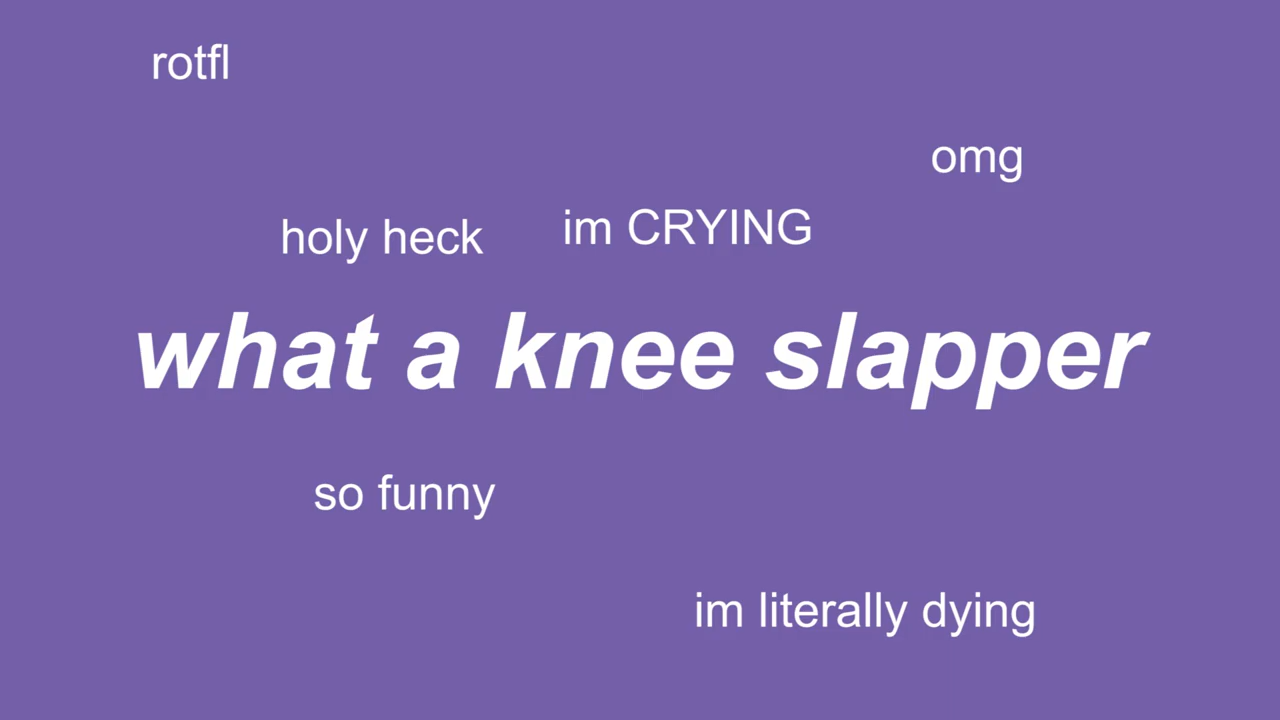 rotfl
omg
holy heck
im CRYING
what a knee slapper
so funny
im literally dying